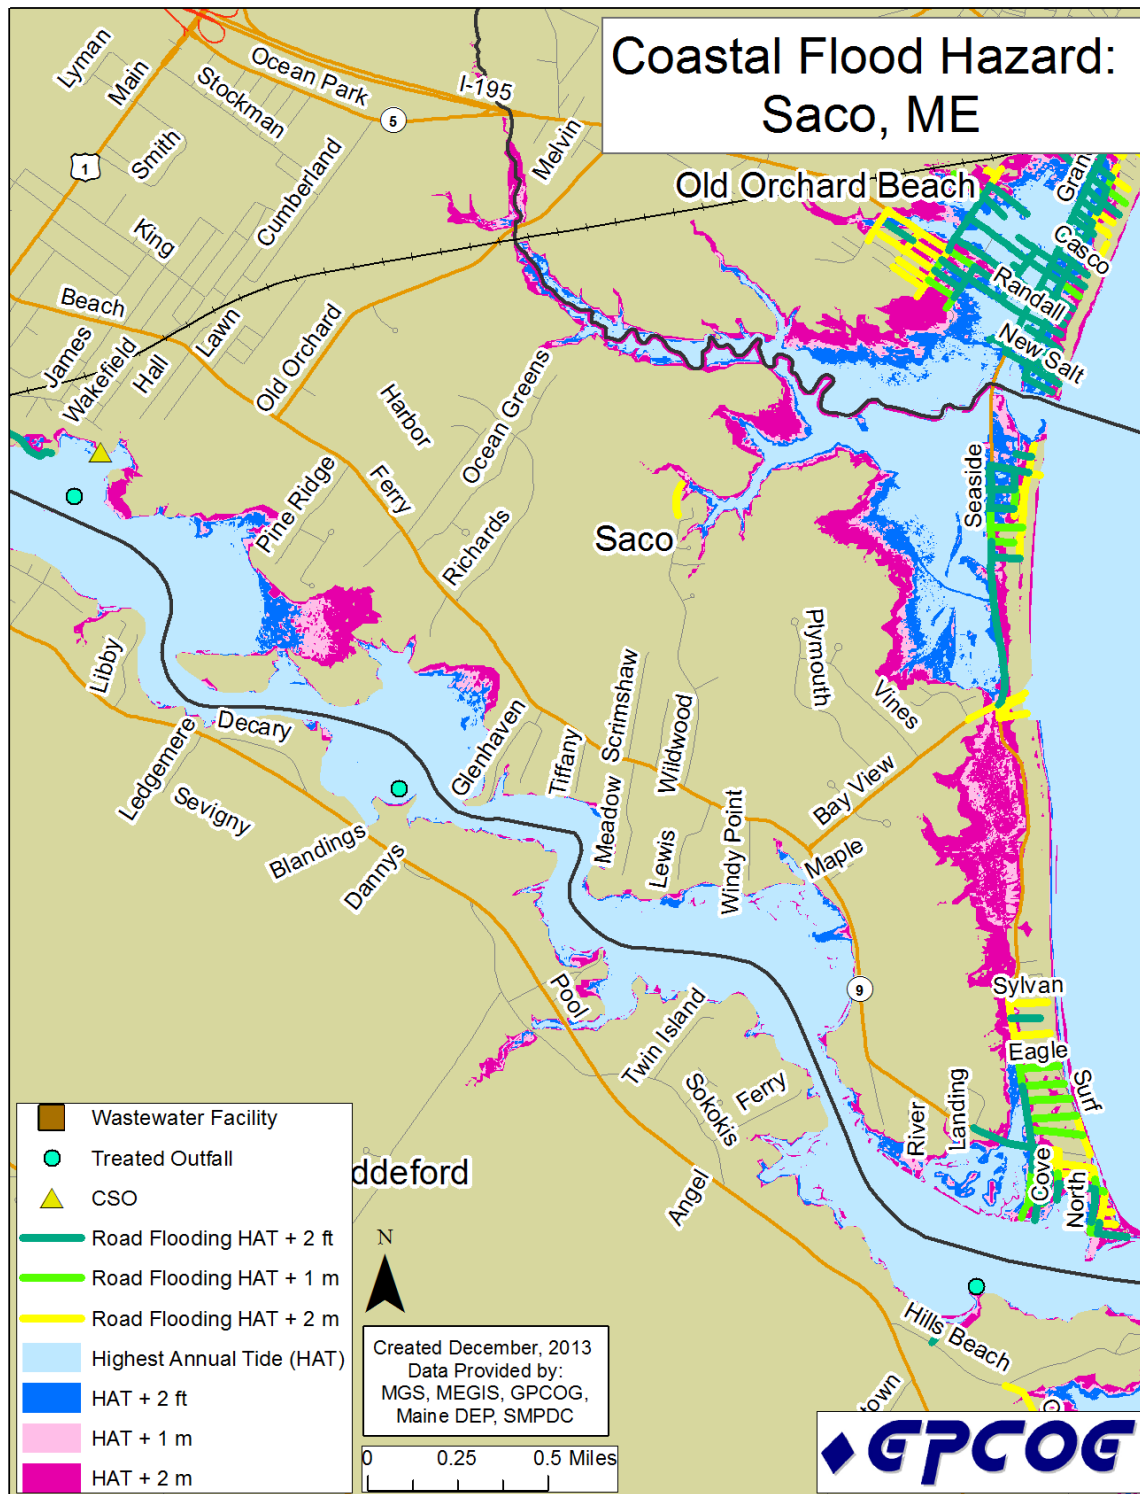 Coastal Flood Hazard:
Saco, ME
Lyman
Main
Ocean Park
Stockman
I-195
5
Melvin
Smith
1
Cumberland
King
Old Orchard Beach
Grand
Casco
Randall
New Salt
Beach
James
Wakefield
Hall
Lawn
Old Orchard
Harbor
Ocean Greens
Ferry
Pine Ridge
Richards
Saco
Seaside
Plymouth
Vines
Libby
Decary
Ledgemere
Sevigny
Glenhaven
Tiffany
Scrimshaw
Meadow
Wildwood
Bay View
Blandings
Dannys
Lewis
Windy Point
Maple
9
Pool
Sylvan
Twin Island
Eagle
Surf
Sokokis
Ferry
River
Landing
Cove
North
ddeford
Angel
Hills Beach
town
Wastewater Facility
Treated Outfall
CSO
Road Flooding HAT + 2 ft
Road Flooding HAT + 1 m
Road Flooding HAT + 2 m
Highest Annual Tide (HAT)
HAT + 2 ft
HAT + 1 m
HAT + 2 m
N
Created December, 2013
Data Provided by:
MGS, MEGIS, GPCOG,
Maine DEP, SMPDC
0 0.25 0.5 Miles
GPCOG